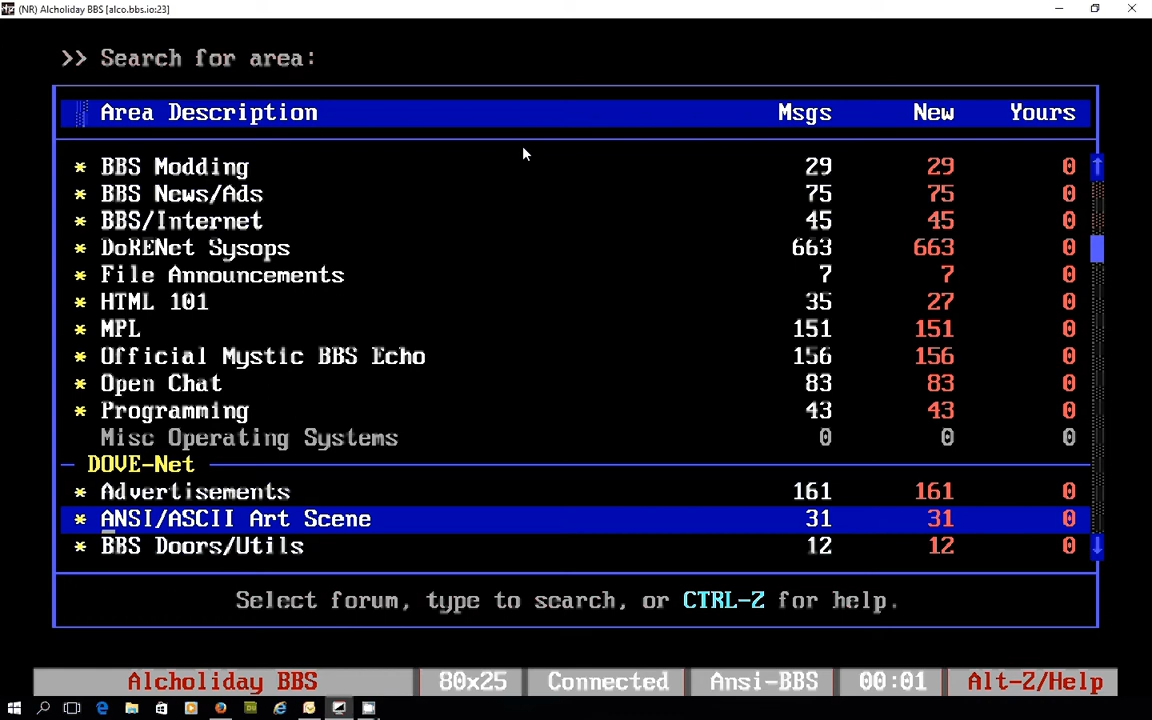 (NR) Alcholiday BBS [alco.bbs.io:23]
>> Search for area:
Area Description Msgs New Yours
* BBS Modding 29 29 0
* BBS News/Ads 75 75 0
* BBS/Internet 45 45 0
* DoRENet Sysops 663 663 0
* File Announcements 7 7 0
* HTML 101 35 27 0
* MPL 151 151 0
* Official Mystic BBS Echo 156 156 0
* Open Chat 83 83 0
* Programming 43 43 0
Misc Operating Systems 0 0 0
DOVE-Net
* Advertisements 161 161 0
* ANSI/ASCII Art Scene 31 31 0
* BBS Doors/Utils 12 12 0
Select forum, type to search, or CTRL-Z for help.
Alcholiday BBS 80x25 Connected Ansi-BBS 00:01 Alt-Z/Help